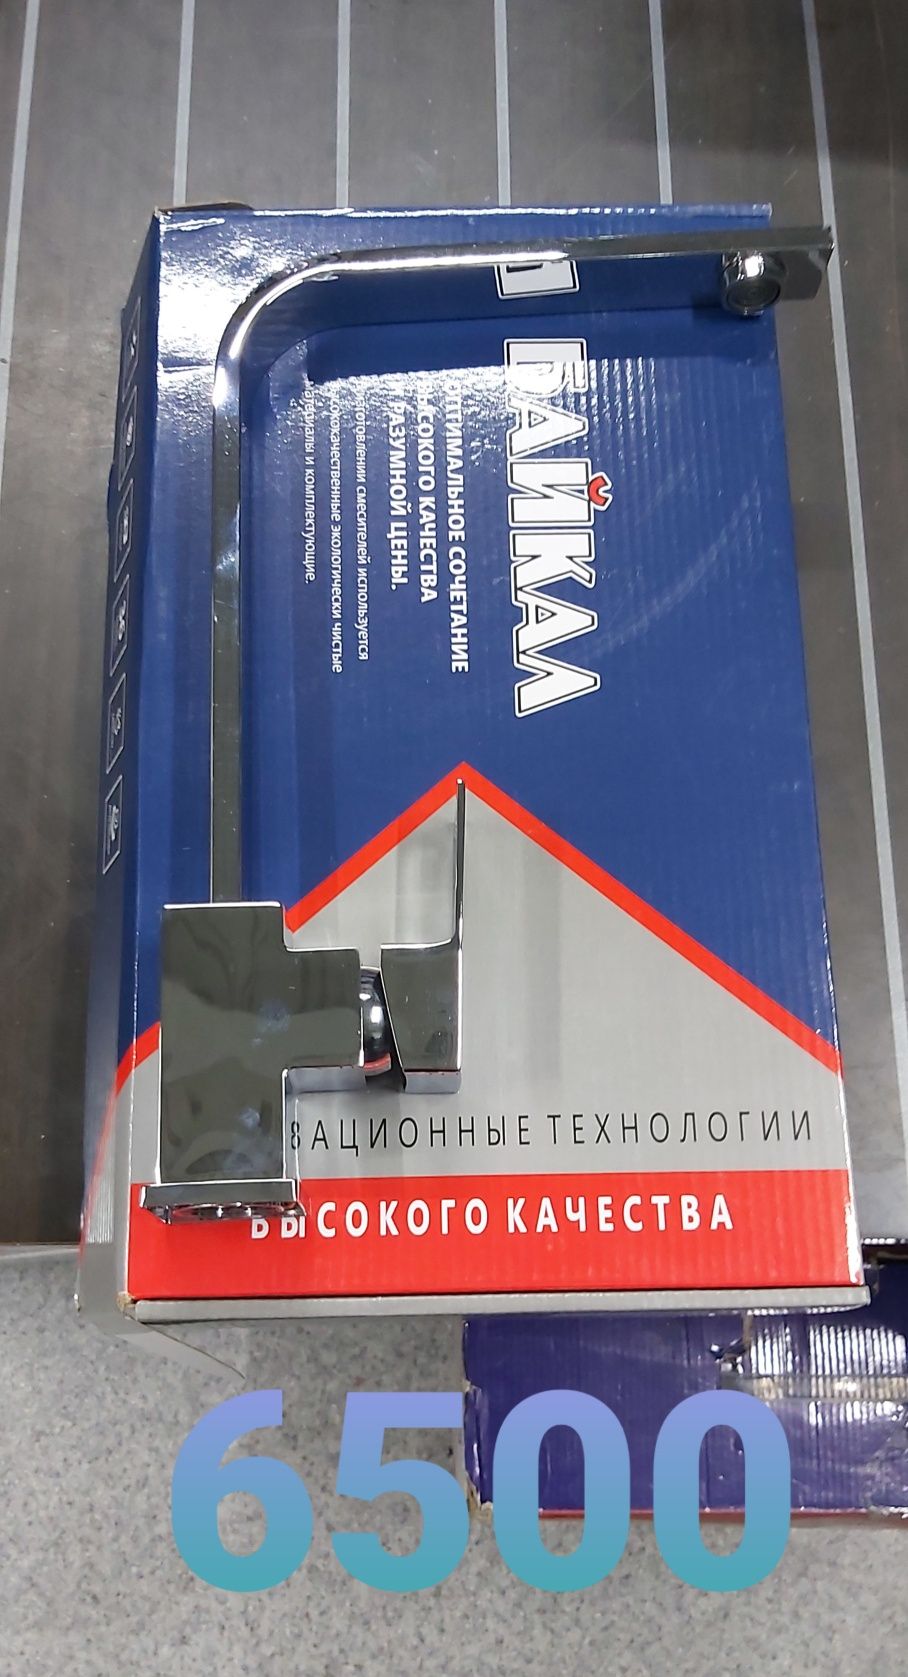 БАЙКАЛ
ОПТИМАЛЬНОЕ СОЧЕТАНИЕ
ВЫСОКОГО КАЧЕСТВА
РАЗУМНОЙ ЦЕНЫ.
изготовлении смесителей используется
высококачественные экологически чистые
материалы и комплектующие.
АЦИОННЫЕ ТЕХНОЛОГИИ
ВЫСОКОГО КАЧЕСТВА
6500